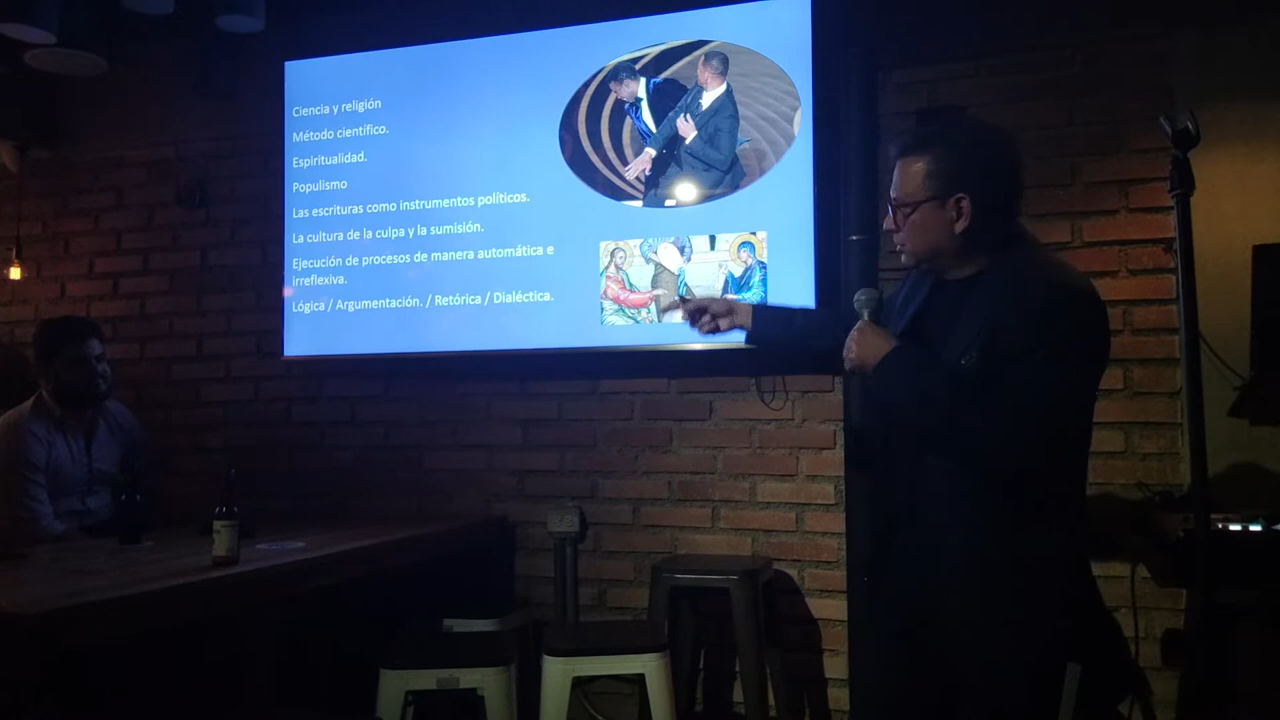 Ciencia y religión
Método científico.
Espiritualidad.
Populismo
Las escrituras como instrumentos políticos.
La cultura de la culpa y la sumisión.
Ejecución de procesos de manera automática e
irreflexiva.
Lógica / Argumentación. / Retórica / Dialéctica.